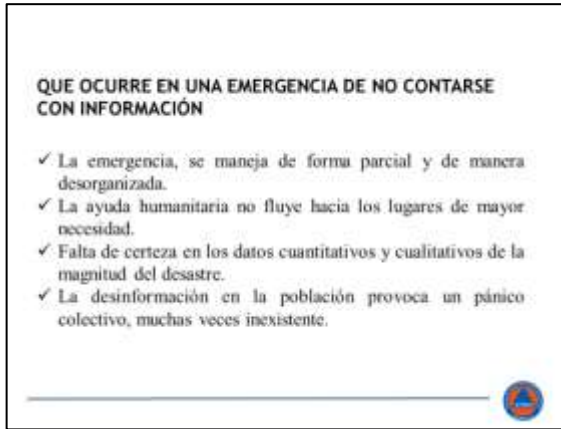 QUE OCURRE EN UNA EMERGENCIA DE NO CONTARSE
CON INFORMACIÓN
✓ La emergencia, se maneja de forma parcial y de manera
desorganizada.
✓ La ayuda humanitaria no fluye hacia los lugares de mayor
necesidad.
✓ Falta de certeza en los datos cuantitativos y cualitativos de la
magnitud del desastre.
✓ La desinformación en la población provoca un pánico
colectivo, muchas veces inexistente.